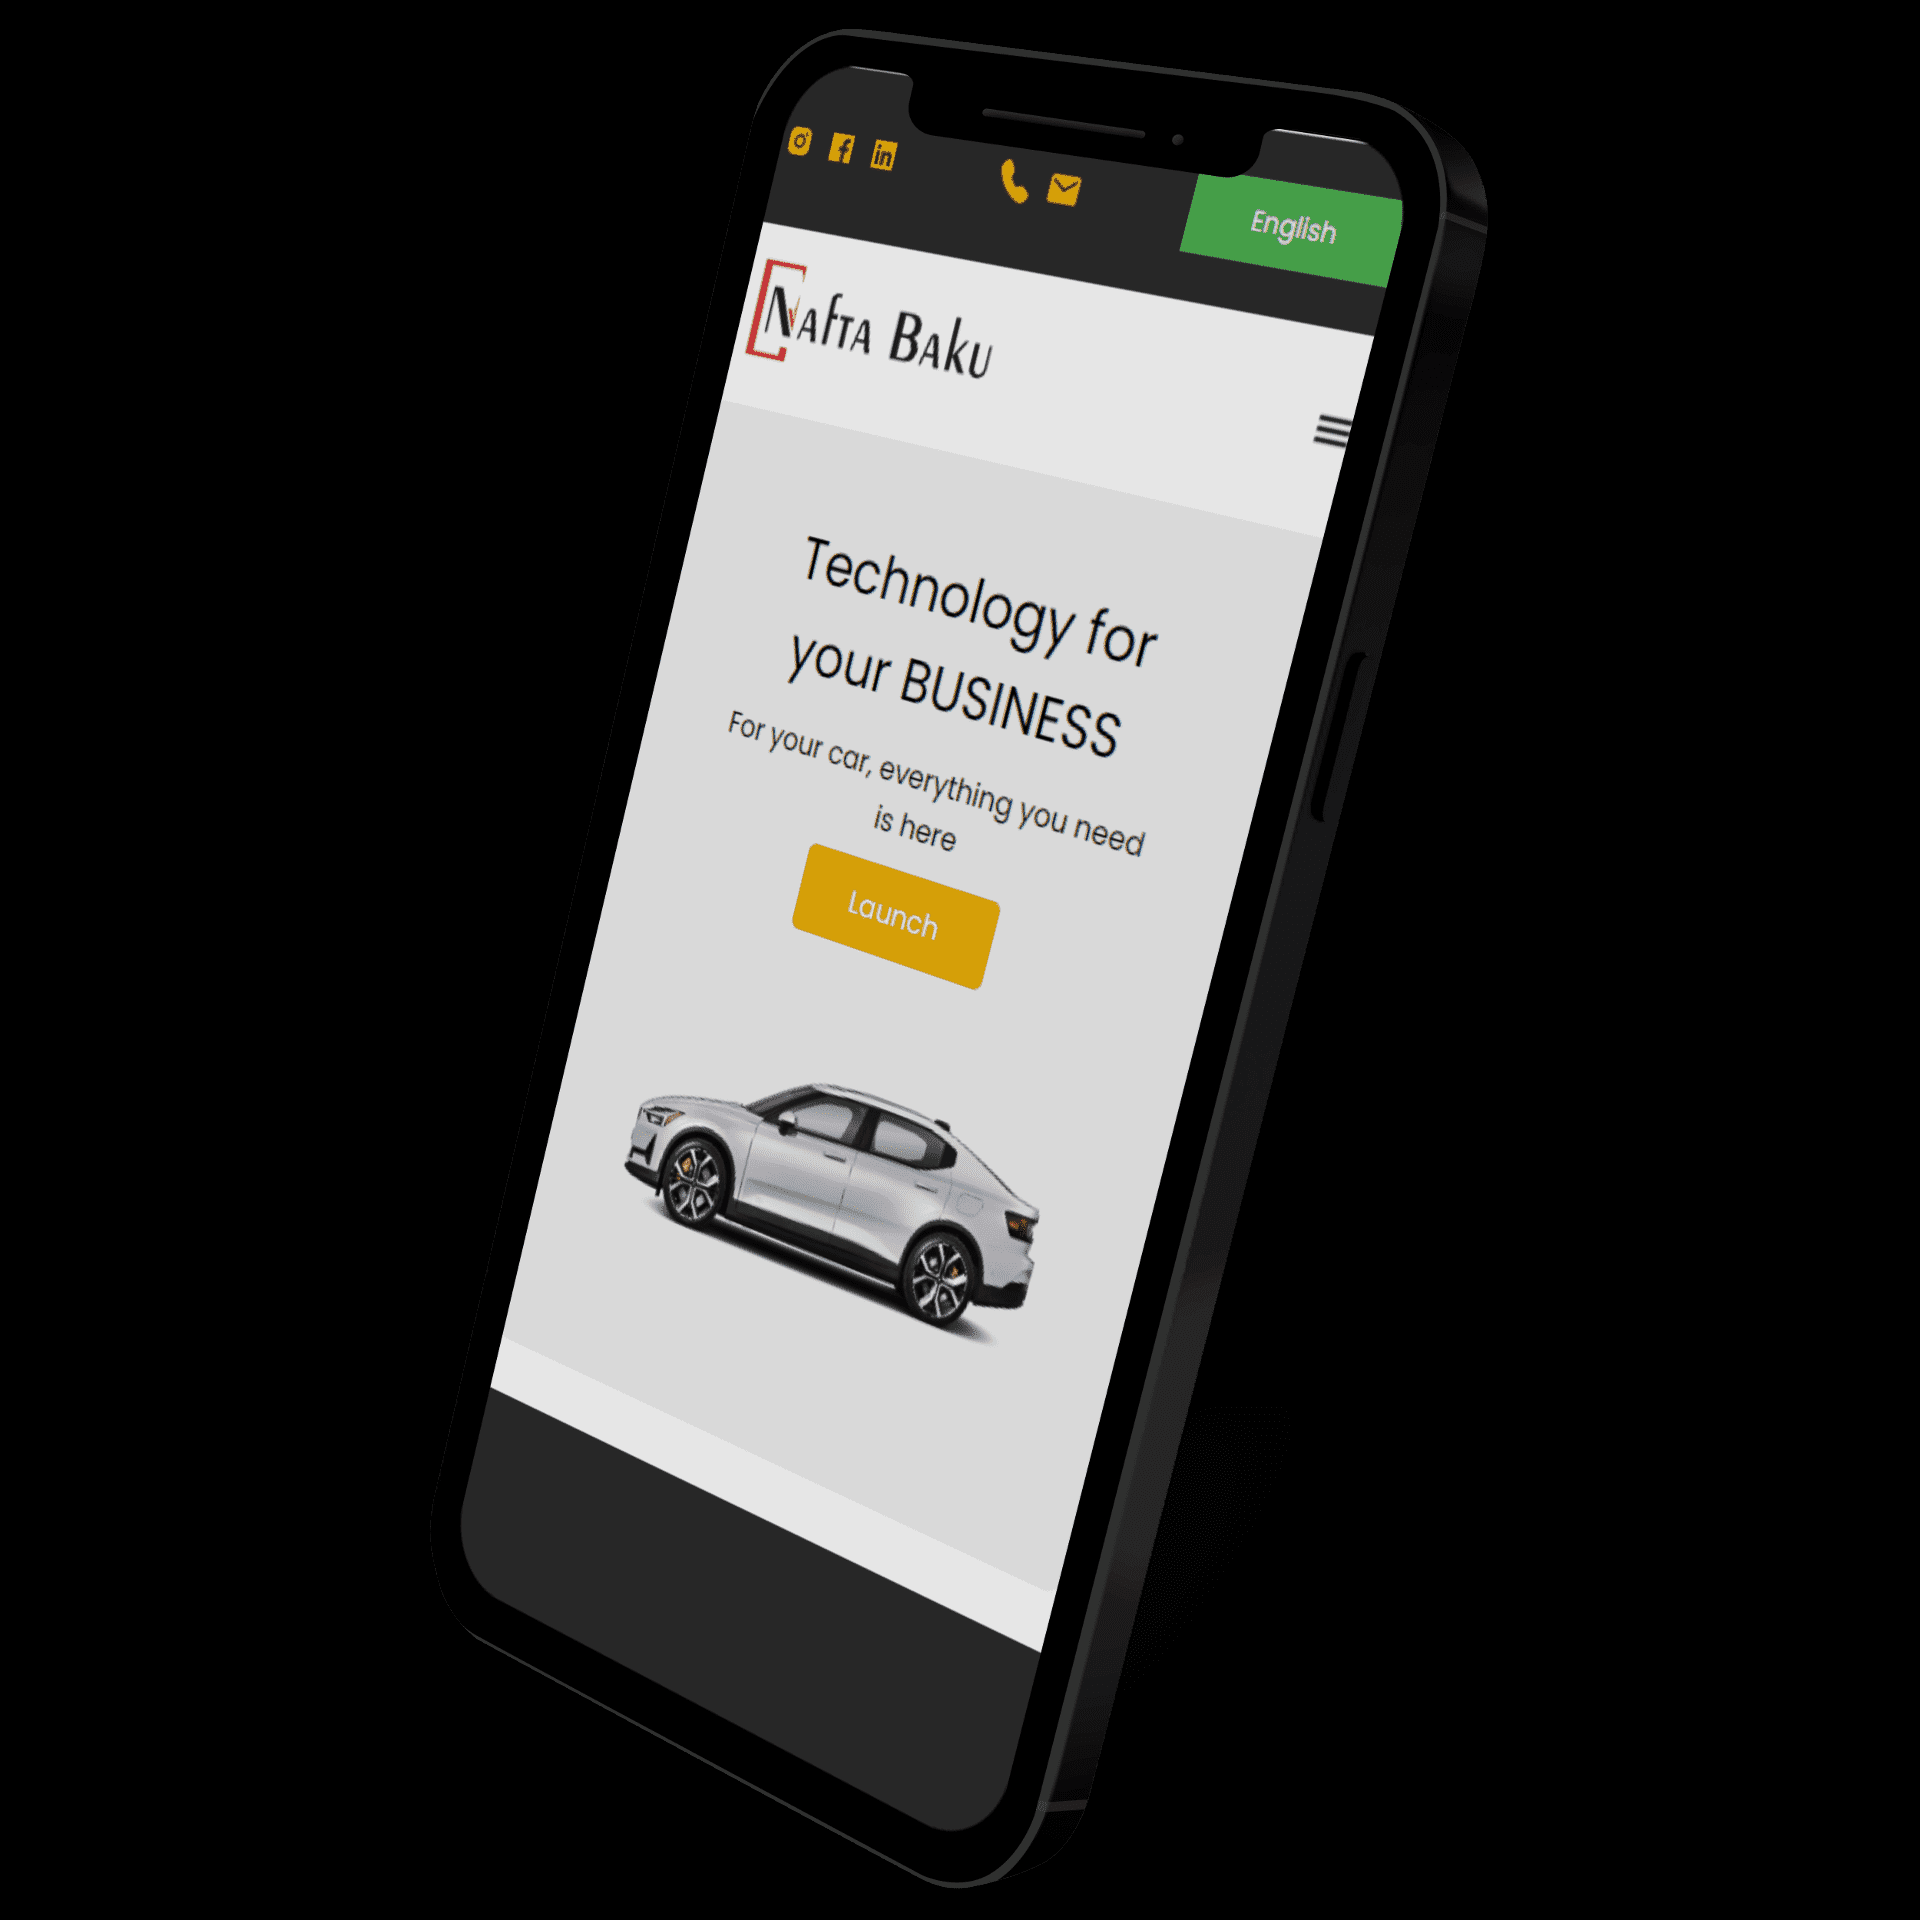 English
Nafta Baku
Technology for
your BUSINESS
For your car, everything you need
is here
Launch